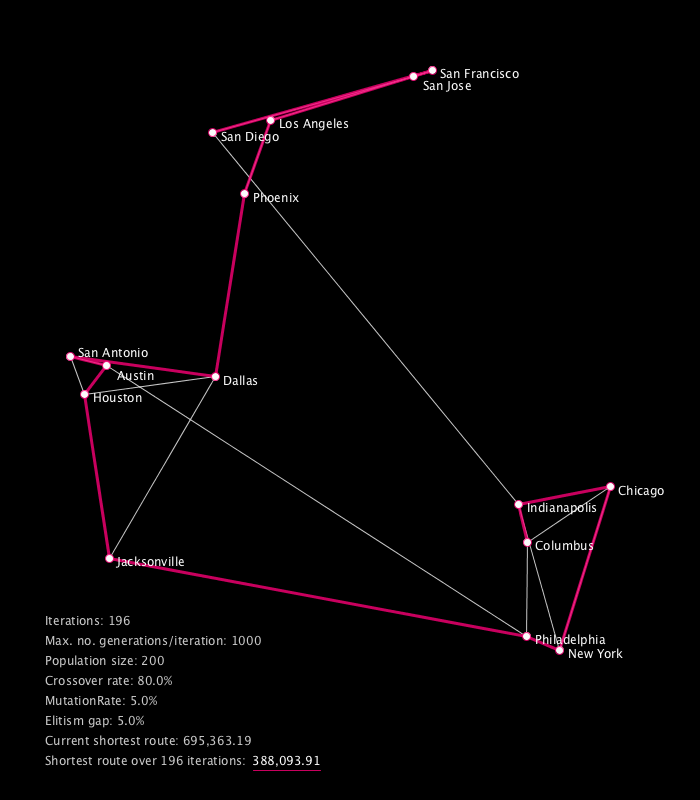 San Francisco
San Jose
Los Angeles
San Diego
Phoenix
San Antonio
Austin
Dallas
Houston
Chicago
Indianapolis
Columbus
Jacksonville
Philadelphia
New York
Iterations: 196
Max. no. generations/iteration: 1000
Population size: 200
Crossover rate: 80.0%
MutationRate: 5.0%
Elitism gap: 5.0%
Current shortest route: 695,363.19
Shortest route over 196 iterations: 388,093.91